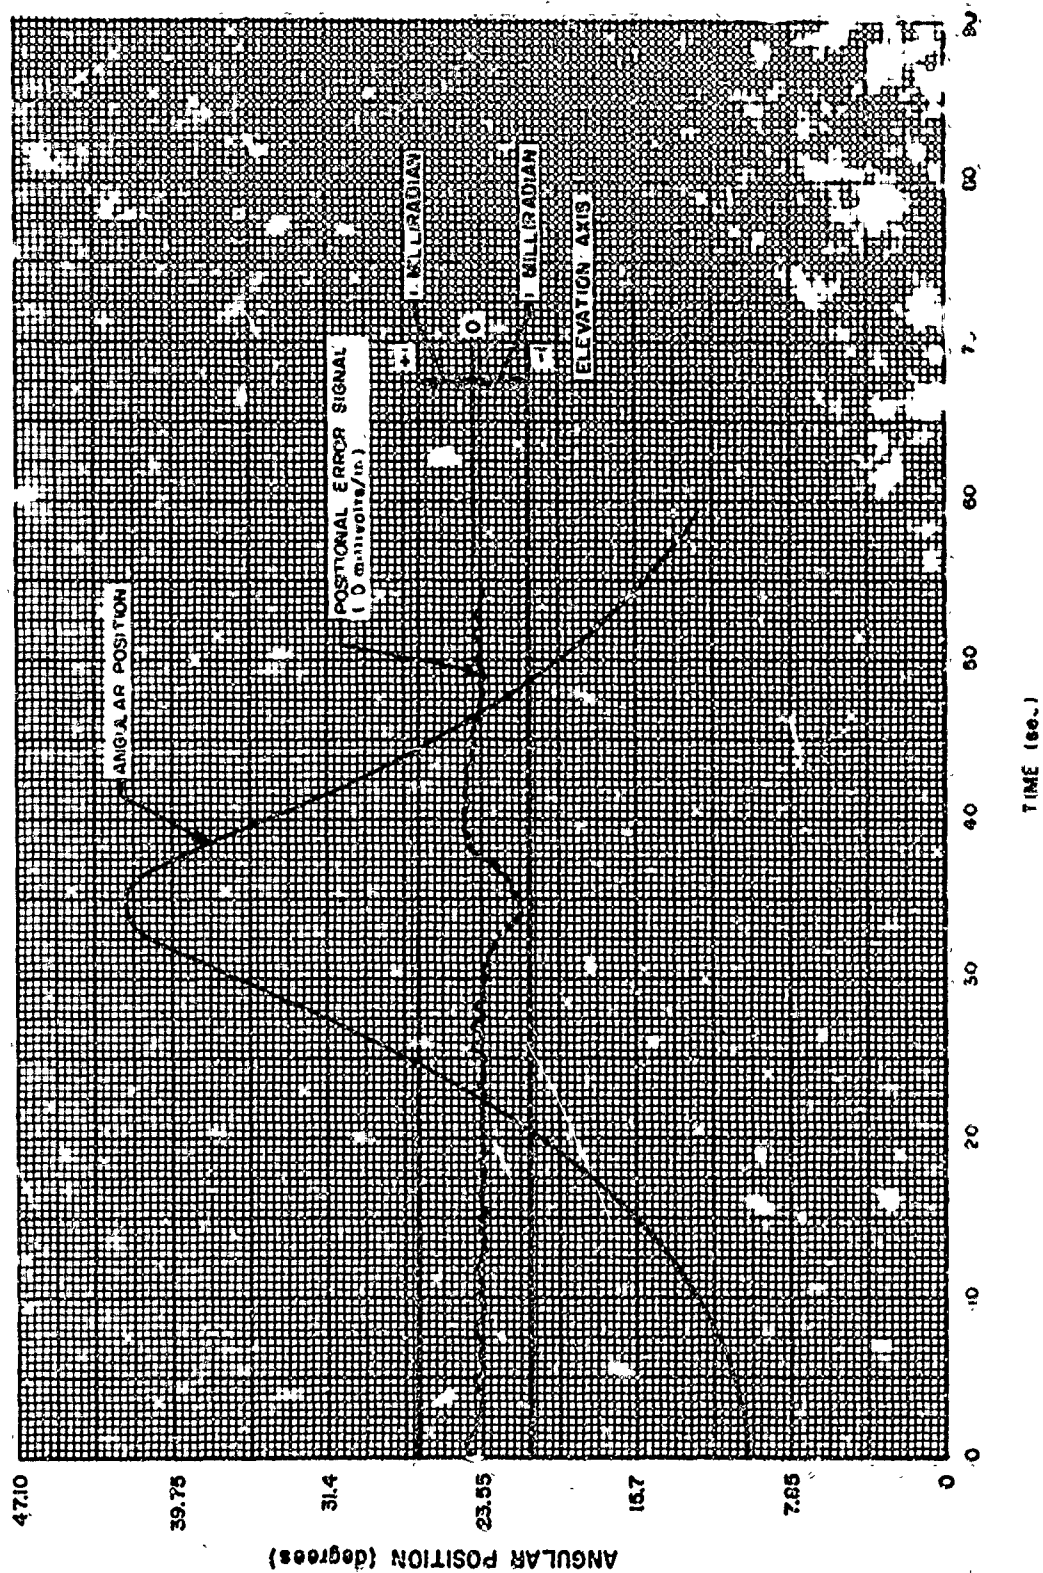 ANGULAR POSITION
POSITIONAL ERROR SIGNAL
MILLIRADIAN
+1
0
-1
MILLIRADIAN
ELEVATION AXIS
47.10
39.75
31.4
23.55
15.7
7.85
0
ANGULAR POSITION (degrees)
0
10
20
30
40
50
60
80
TIME (sec.)